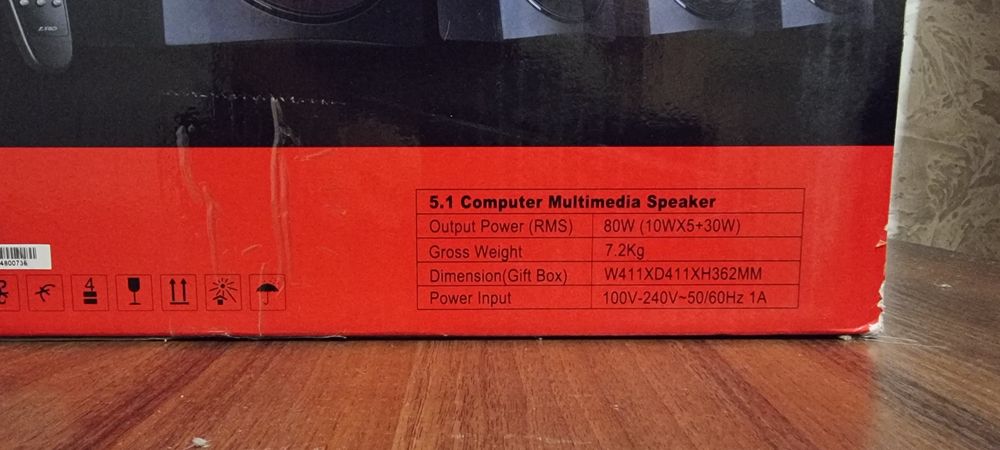 5.1 Computer Multimedia Speaker
Output Power (RMS) 80W (10WX5+30W)
Gross Weight 7.2Kg
Dimension(Gift Box) W411XD411XH362MM
Power Input 100V-240V~50/60Hz 1A
4